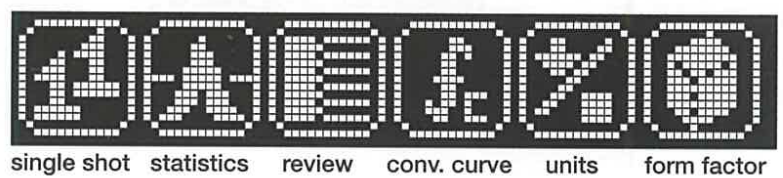 single shot statistics review conv. curve units form factor